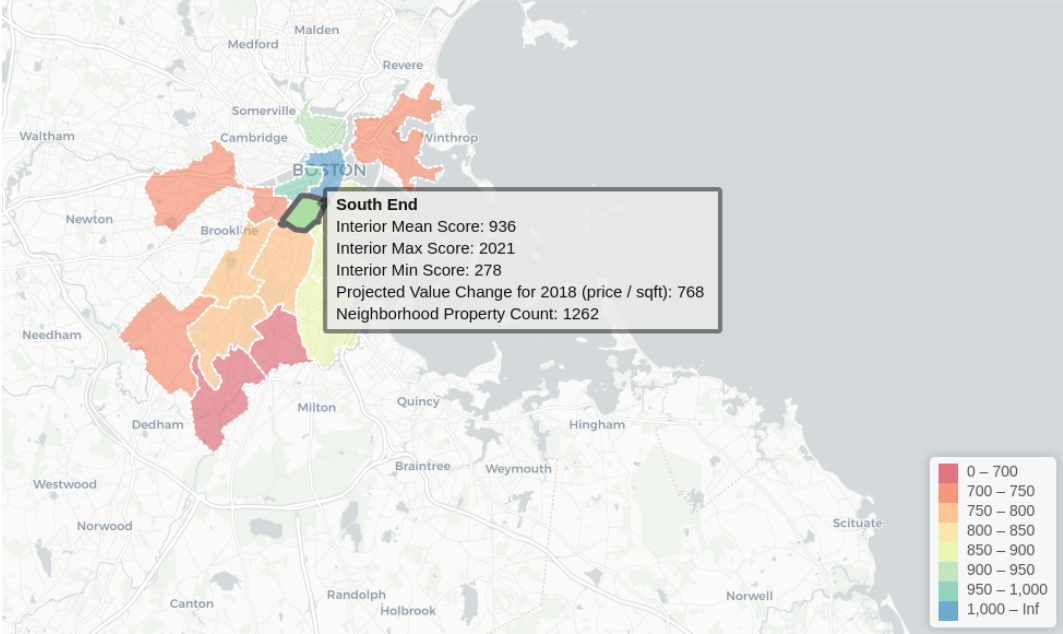 Malden
Medford
Revere
Somerville
Waltham
Cambridge
Winthrop
BOSTON
South End
Interior Mean Score: 936
Interior Max Score: 2021
Interior Min Score: 278
Projected Value Change for 2018 (price / sqft): 768
Neighborhood Property Count: 1262
Newton
Brookline
Needham
Milton
Quincy
Dedham
Hingham
Braintree
Weymouth
Westwood
Norwood
Scituate
Canton
Randolph
Holbrook
Norwell
0 – 700
700 – 750
750 – 800
800 – 850
850 – 900
900 – 950
950 – 1,000
1,000 – Inf